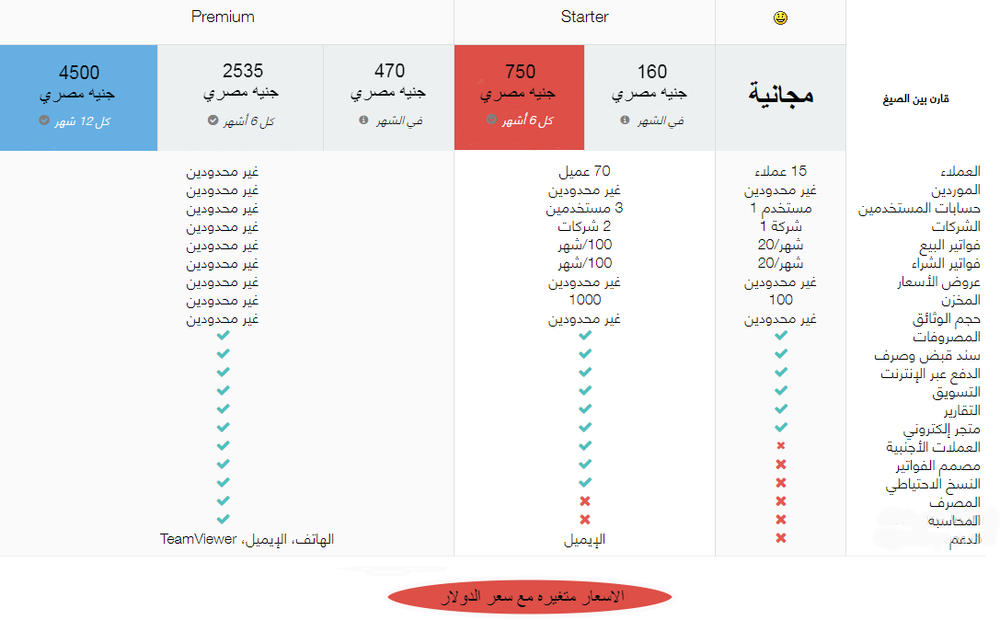 قارن بين الصيغ Starter Premium
مجانية
160 جنيه مصري في الشهر
750 جنيه مصري كل 6 أشهر
470 جنيه مصري في الشهر
2535 جنيه مصري كل 6 أشهر
4500 جنيه مصري كل 12 شهر
العملاء 15 عملاء 70 عميل غير محدودين
الموردين غير محدودين غير محدودين غير محدودين
حسابات المستخدمين 1 مستخدم 3 مستخدمين غير محدودين
الشركات 1 شركة 2 شركات غير محدودين
فواتير البيع 20/شهر 100/شهر غير محدودين
فواتير الشراء 20/شهر 100/شهر غير محدودين
عروض الأسعار غير محدودين غير محدودين غير محدودين
المخزن 100 1000 غير محدودين
حجم الوثائق غير محدودين غير محدودين غير محدودين
المصروفات
سند قبض وصرف
الدفع عبر الإنترنت
التسويق
التقارير
متجر إلكتروني
العملات الأجنبية
مصمم الفواتير
النسخ الاحتياطي
المصرف
المحاسبه
الدعم الإيميل الهاتف، الإيميل، TeamViewer
الاسعار متغيره مع سعر الدولار